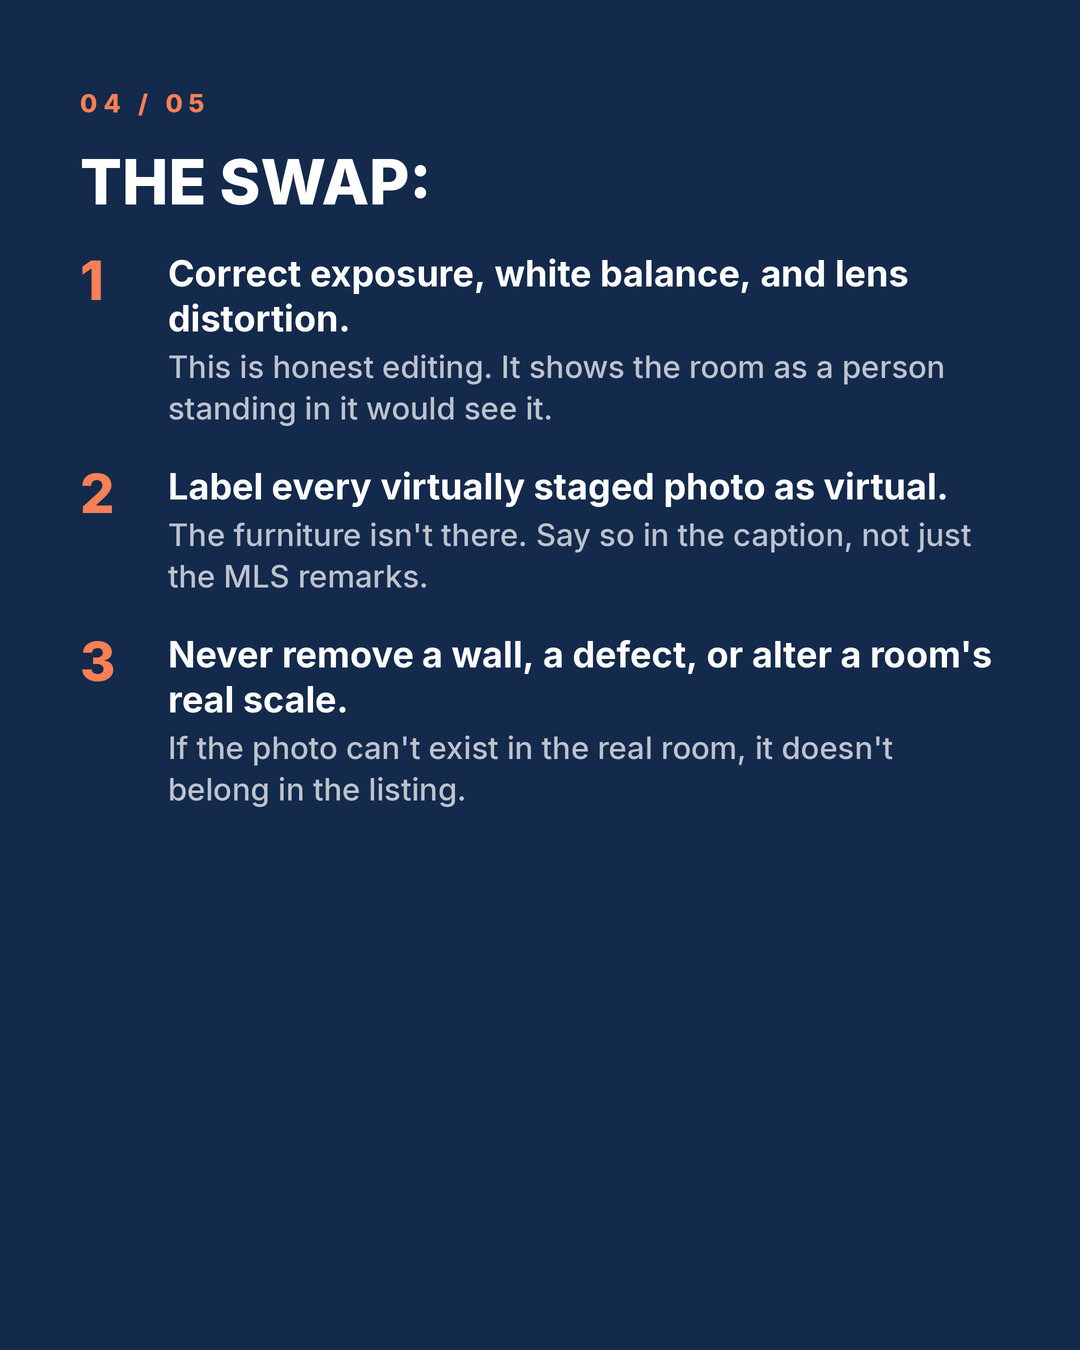 04 / 05
THE SWAP:
1
Correct exposure, white balance, and lens
distortion.
This is honest editing. It shows the room as a person
standing in it would see it.
2
Label every virtually staged photo as virtual.
The furniture isn't there. Say so in the caption, not just
the MLS remarks.
3
Never remove a wall, a defect, or alter a room's
real scale.
If the photo can't exist in the real room, it doesn't
belong in the listing.